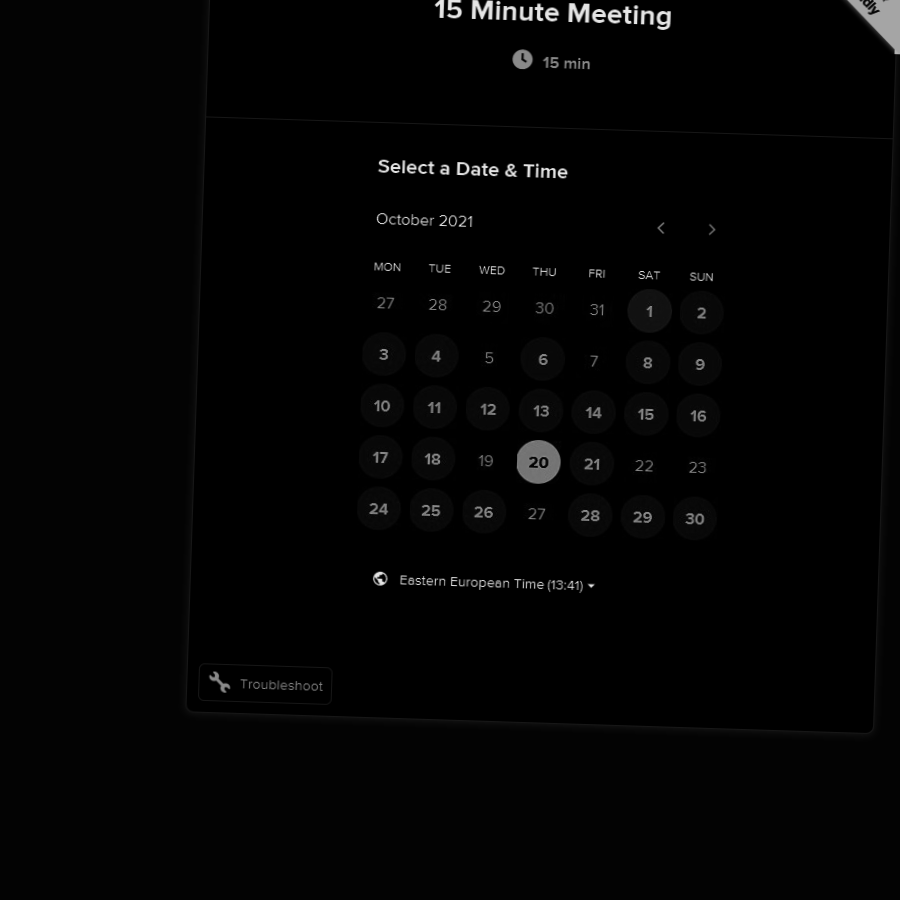 15 Minute Meeting
15 min
Select a Date & Time
October 2021
MON TUE WED THU FRI SAT SUN
27 28 29 30 31 1 2
3 4 5 6 7 8 9
10 11 12 13 14 15 16
17 18 19 20 21 22 23
24 25 26 27 28 29 30
Eastern European Time (13:41)
Troubleshoot